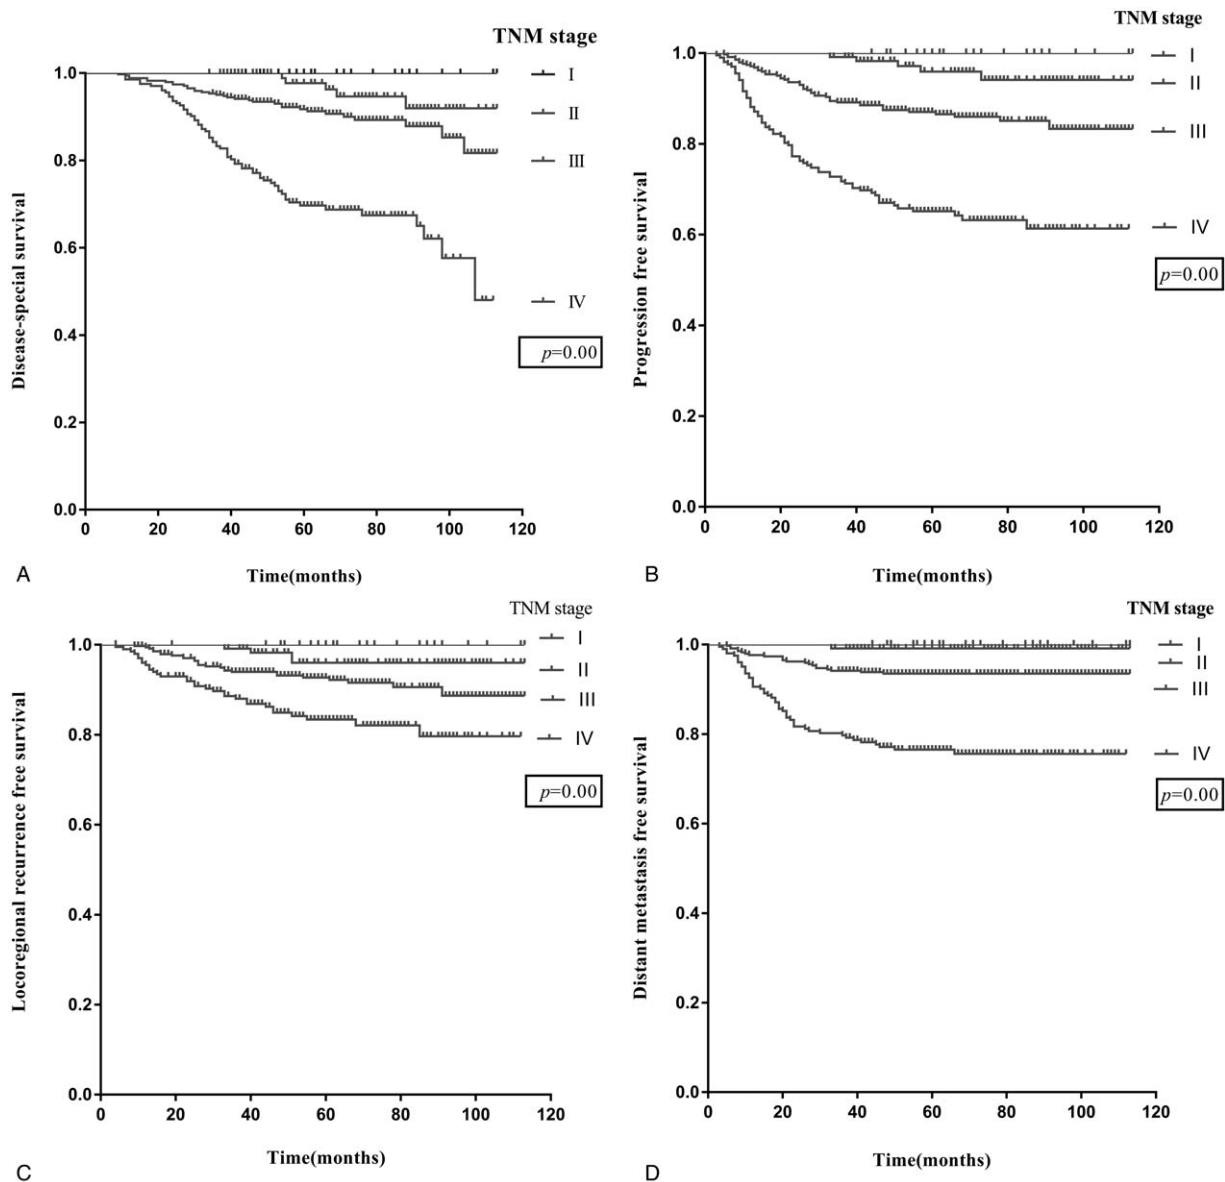 TNM stage
1.0
0.8
0.6
0.4
0.2
0.0
0 20 40 60 80 100 120
I
II
III
IV
p=0.00
Disease-special survival
Time(months)
A
TNM stage
1.0
0.8
0.6
0.4
0.2
0.0
0 20 40 60 80 100 120
I
II
III
IV
p=0.00
Progression free survival
Time(months)
B
TNM stage
1.0
0.8
0.6
0.4
0.2
0.0
0 20 40 60 80 100 120
I
II
III
IV
p=0.00
Locoregional recurrence free survival
Time(months)
C
TNM stage
1.0
0.8
0.6
0.4
0.2
0.0
0 20 40 60 80 100 120
I
II
III
IV
p=0.00
Distant metastasis free survival
Time(months)
D